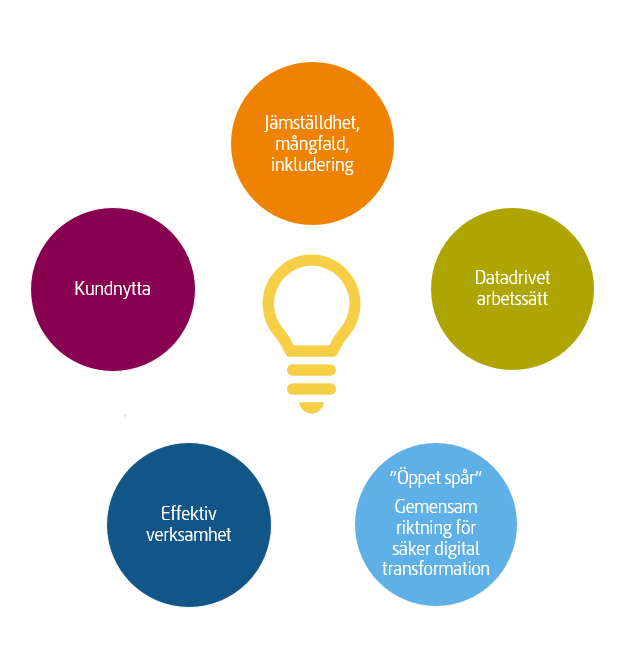 Jämställdhet,
mångfald,
inkludering
Kundnytta
Datadrivet
arbetssätt
Effektiv
verksamhet
”Öppet spår”
Gemensam
riktning för
säker digital
transformation